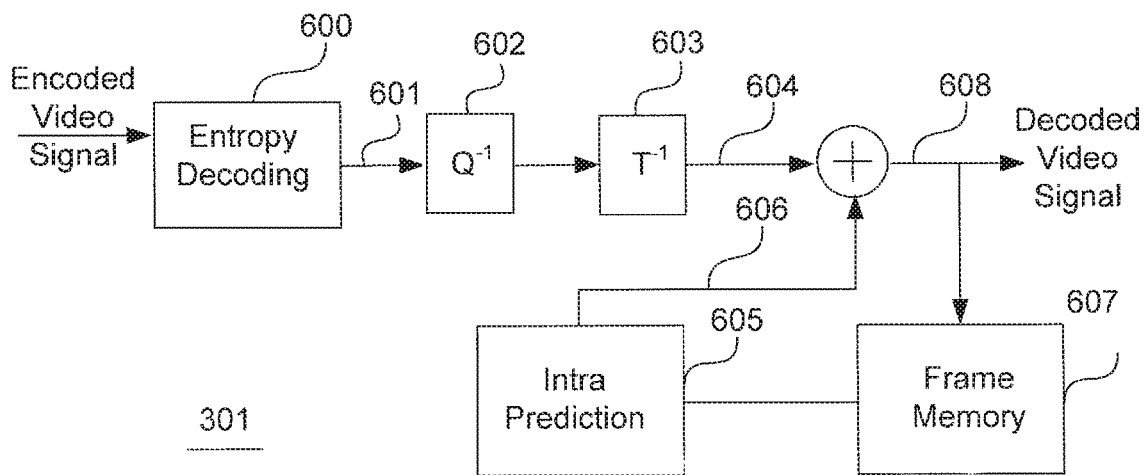 600
Encoded
Video
Signal
Entropy
Decoding
601
602
Q⁻¹
603
T⁻¹
604
+
608
Decoded
Video
Signal
606
605
Intra
Prediction
607
Frame
Memory
301